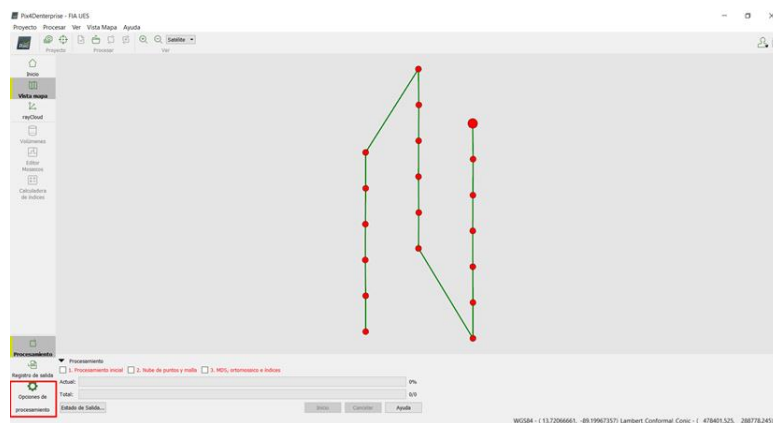 Pix4Denterprise - FIA UES
Proyecto Procesar Ver Vista Mapa Ayuda
Satélite
Proyecto Procesar Ver
Inicio
Vista mapa
rayCloud
Volúmenes
Editor
Mosaicos
Calculadora
de índices
Procesamiento
Registro de salida
Opciones de
procesamiento
Procesamiento
1. Procesamiento inicial 2. Nube de puntos y malla 3. MDS, ortomosaico e índices
Actual: 0%
Total: 0/0
Estado de Salida... Inicio Cancelar Ayuda
WGS84 - ( 13.72066661, -89.19967357) Lambert Conformal Conic - ( 478401.525, 288778.245)